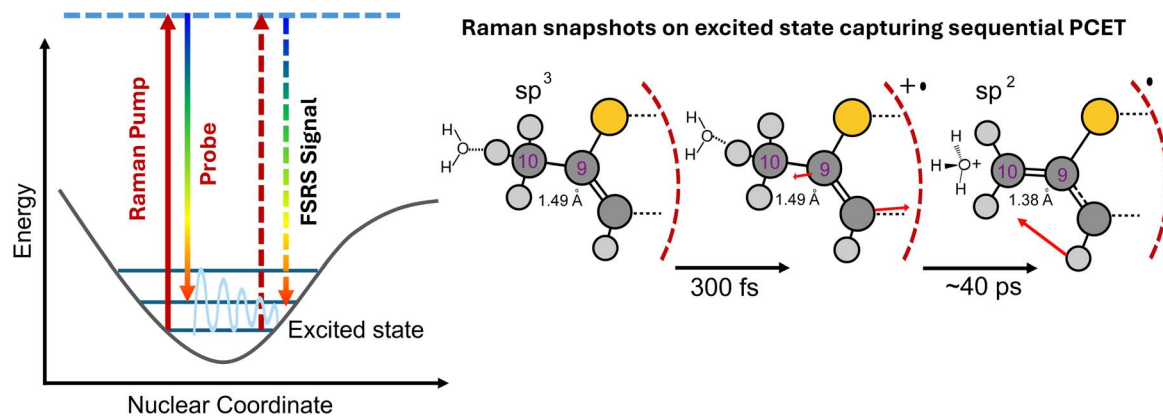 Raman snapshots on excited state capturing sequential PCET
Energy
Raman Pump
Probe
FSRS Signal
Excited state
Nuclear Coordinate
sp³
H
O
H
10
9
1.49 Å
300 fs
+•
H
O
H
10
9
1.49 Å
~40 ps
•
sp²
H
H
O+
H
10
9
1.38 Å